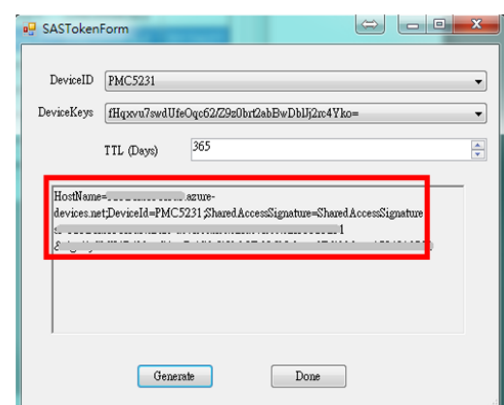 SASTokenForm
DeviceID PMC5231
DeviceKeys fHqxvu7swdUfeOqc62/Z9z0brt2abBwDblJj2rc4Yko=
TTL (Days) 365
HostName= .azure-
devices.net;DeviceId=PMC5231;SharedAccessSignature=SharedAccessSignature
Generate Done